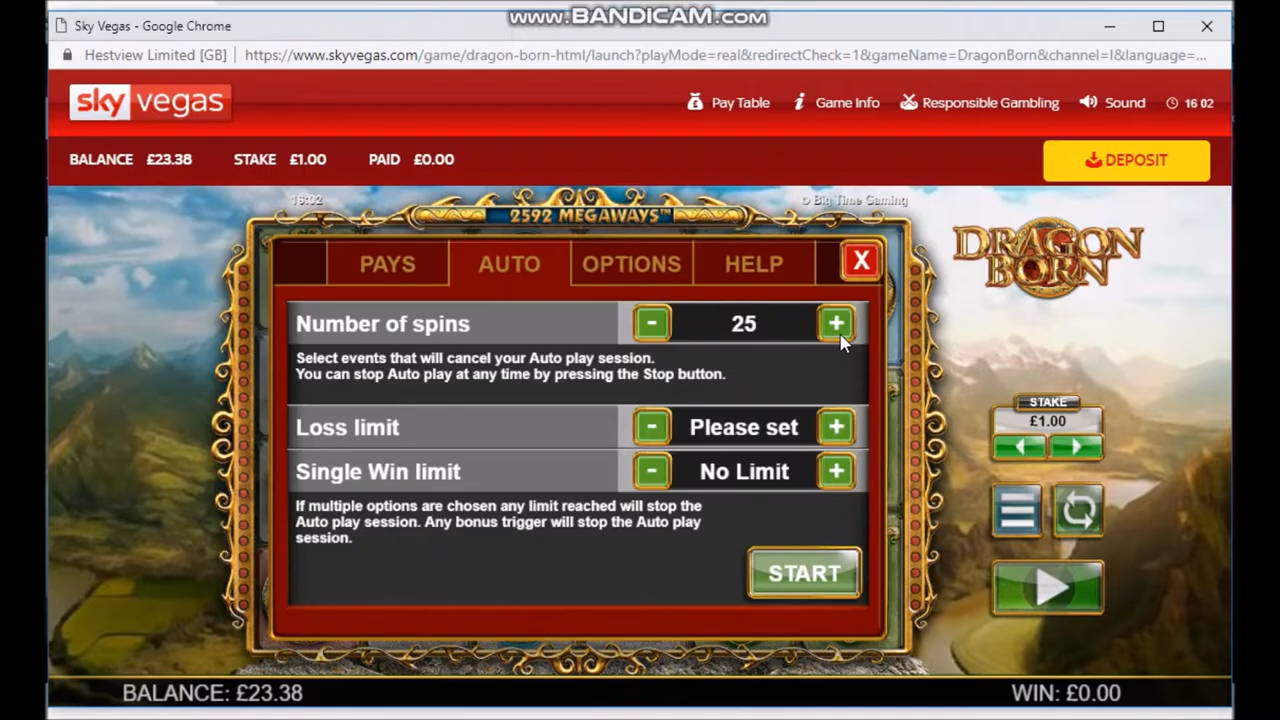 www.BANDICAM.com
Sky Vegas - Google Chrome
Hestview Limited [GB] https://www.skyvegas.com/game/dragon-born-html/launch?playMode=real&redirectCheck=1&gameName=DragonBorn&channel=I&language=...
sky vegas Pay Table Game Info Responsible Gambling Sound 16 02
BALANCE £23.38 STAKE £1.00 PAID £0.00 DEPOSIT
16:02 2592 MEGAWAYS™ © Big Time Gaming
DRAGON BORN
PAYS AUTO OPTIONS HELP X
Number of spins - 25 +
Select events that will cancel your Auto play session.
You can stop Auto play at any time by pressing the Stop button.
STAKE
£1.00
Loss limit - Please set +
Single Win limit - No Limit +
If multiple options are chosen any limit reached will stop the
Auto play session. Any bonus trigger will stop the Auto play
session.
START
BALANCE: £23.38 WIN: £0.00